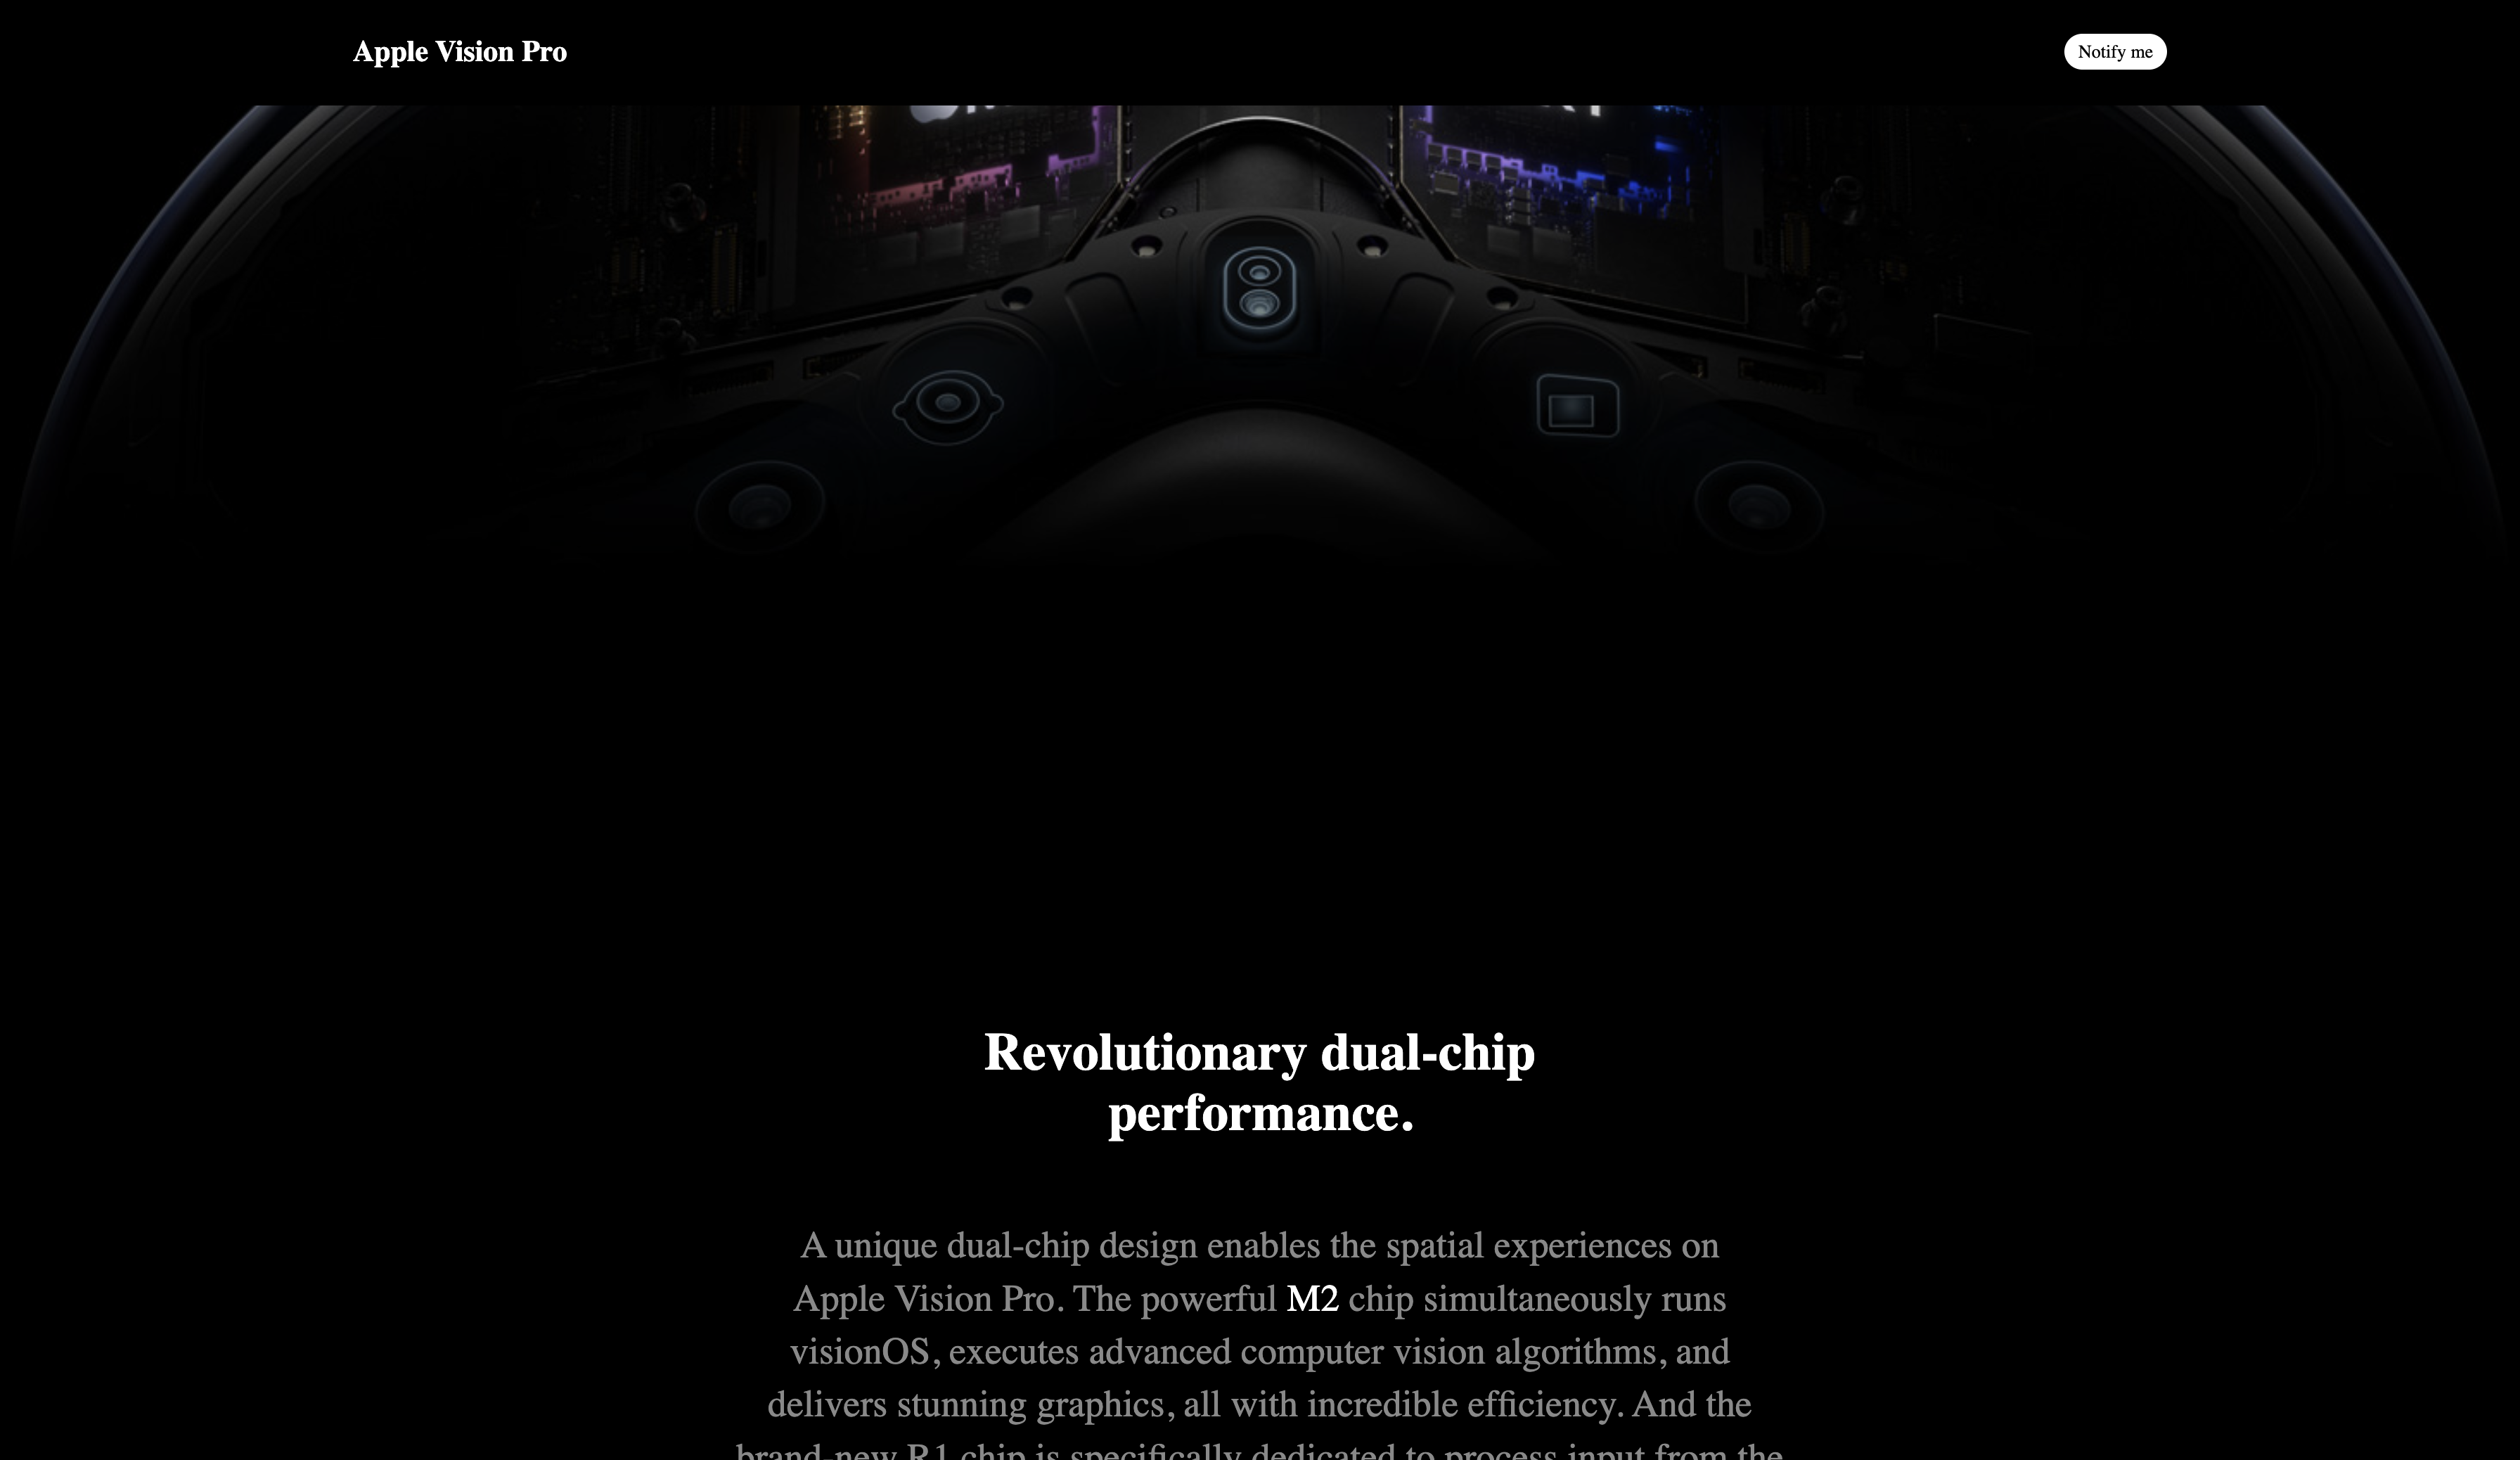 Apple Vision Pro
Notify me
Revolutionary dual-chip
performance.
A unique dual-chip design enables the spatial experiences on
Apple Vision Pro. The powerful M2 chip simultaneously runs
visionOS, executes advanced computer vision algorithms, and
delivers stunning graphics, all with incredible efficiency. And the
brand-new R1 chip is specifically dedicated to process input from the